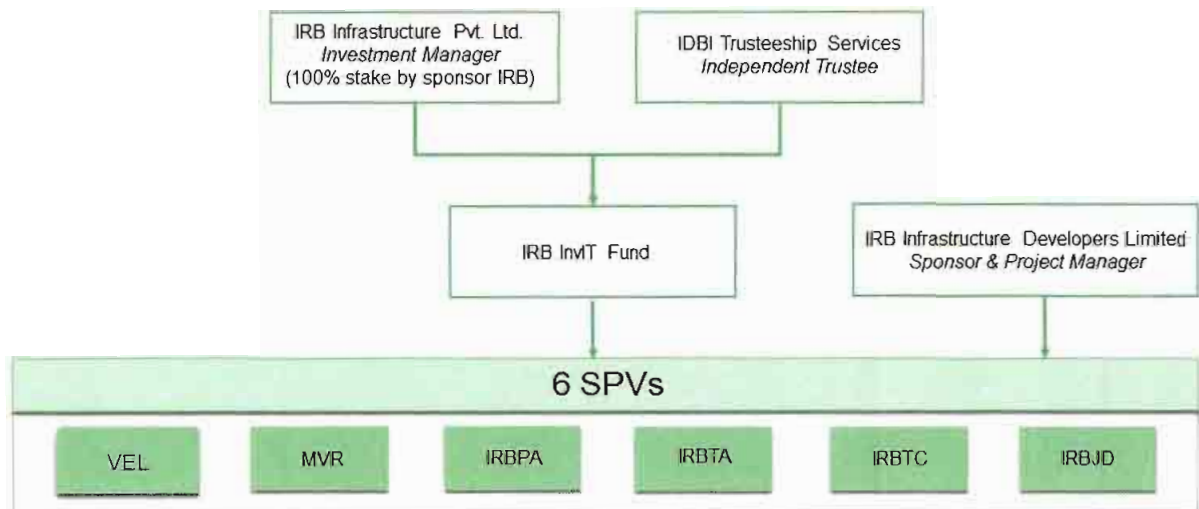 IRB Infrastructure Pvt. Ltd.
Investment Manager
(100% stake by sponsor IRB)
IDBI Trusteeship Services
Independent Trustee
IRB InvIT Fund
IRB Infrastructure Developers Limited
Sponsor & Project Manager
6 SPVs
VEL
MVR
IRBPA
IRBTA
IRBTC
IRBJD